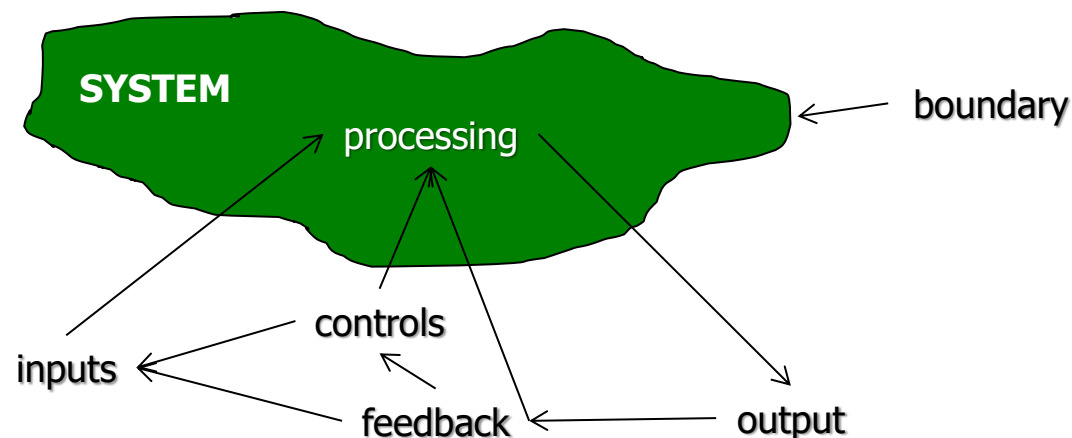 SYSTEM
boundary
processing
controls
inputs
feedback
output